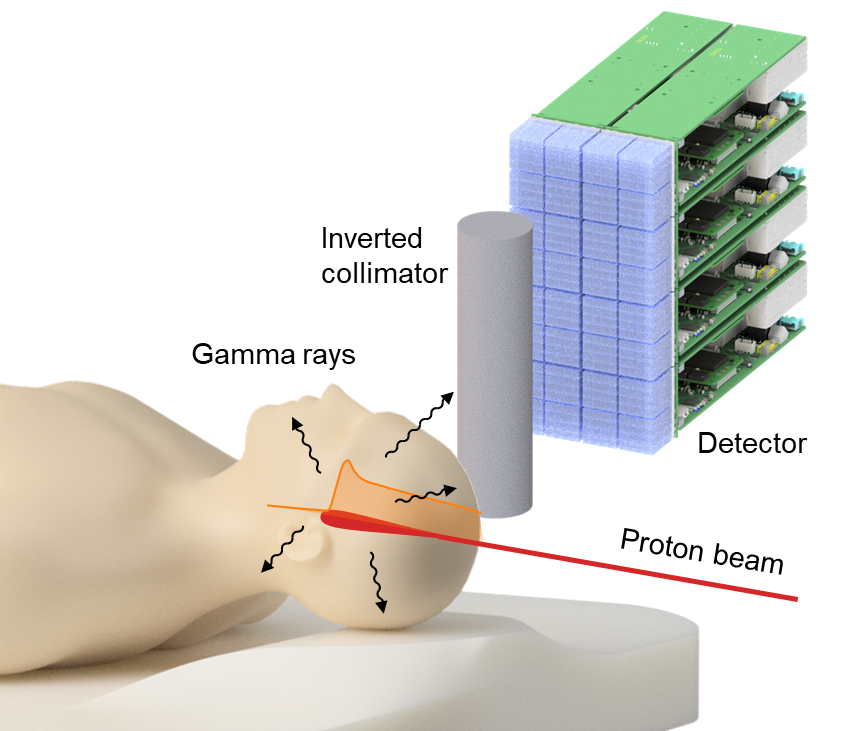 Inverted
collimator
Gamma rays
Detector
Proton beam